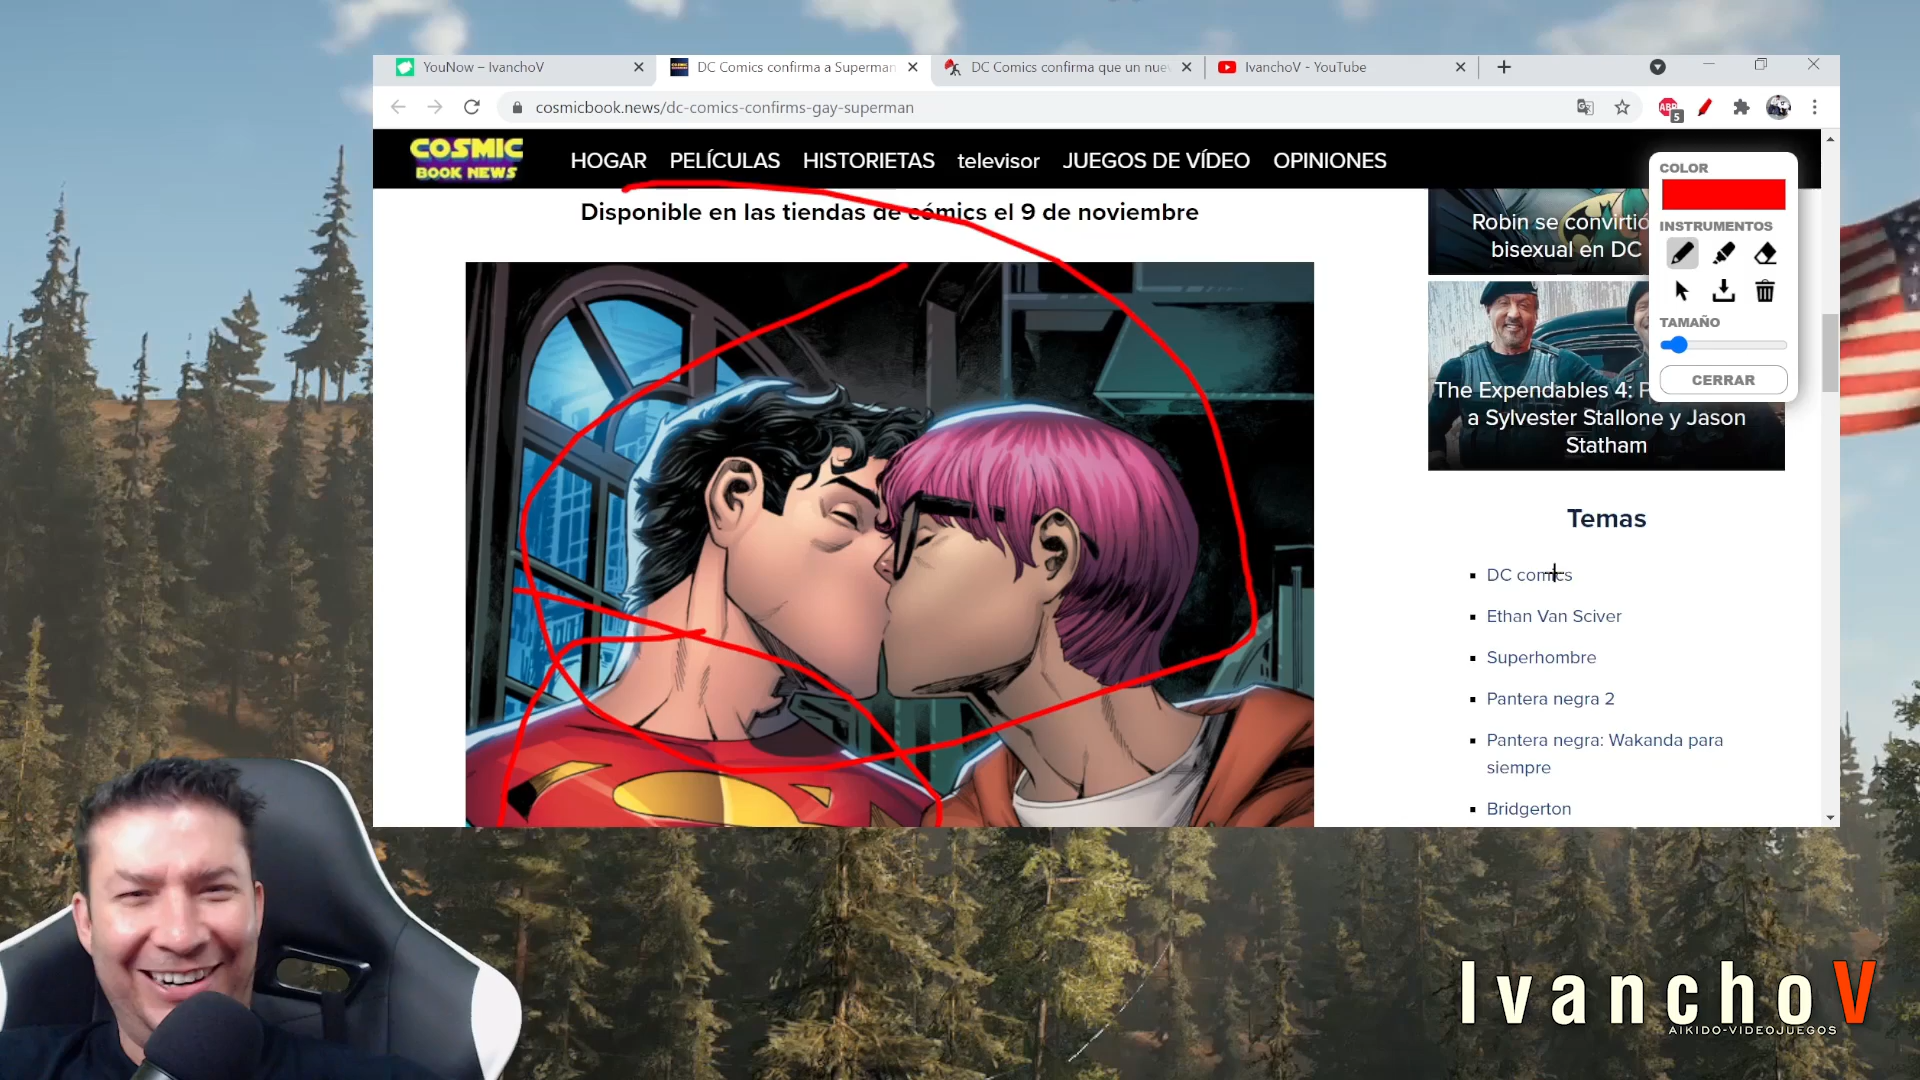 YouNow – IvanchoV
DC Comics confirma a Superman
DC Comics confirma que un nue
IvanchoV - YouTube
cosmicbook.news/dc-comics-confirms-gay-superman
ABP
5
COSMIC
BOOK NEWS
HOGAR PELÍCULAS HISTORIETAS televisor JUEGOS DE VÍDEO OPINIONES
Disponible en las tiendas de cómics el 9 de noviembre
Robin se convirtió
bisexual en DC
The Expendables 4: P
a Sylvester Stallone y Jason
Statham
Temas
DC comics
Ethan Van Sciver
Superhombre
Pantera negra 2
Pantera negra: Wakanda para
siempre
Bridgerton
COLOR
INSTRUMENTOS
TAMAÑO
CERRAR
IvanchoV
AIKIDO-VIDEOJUEGOS